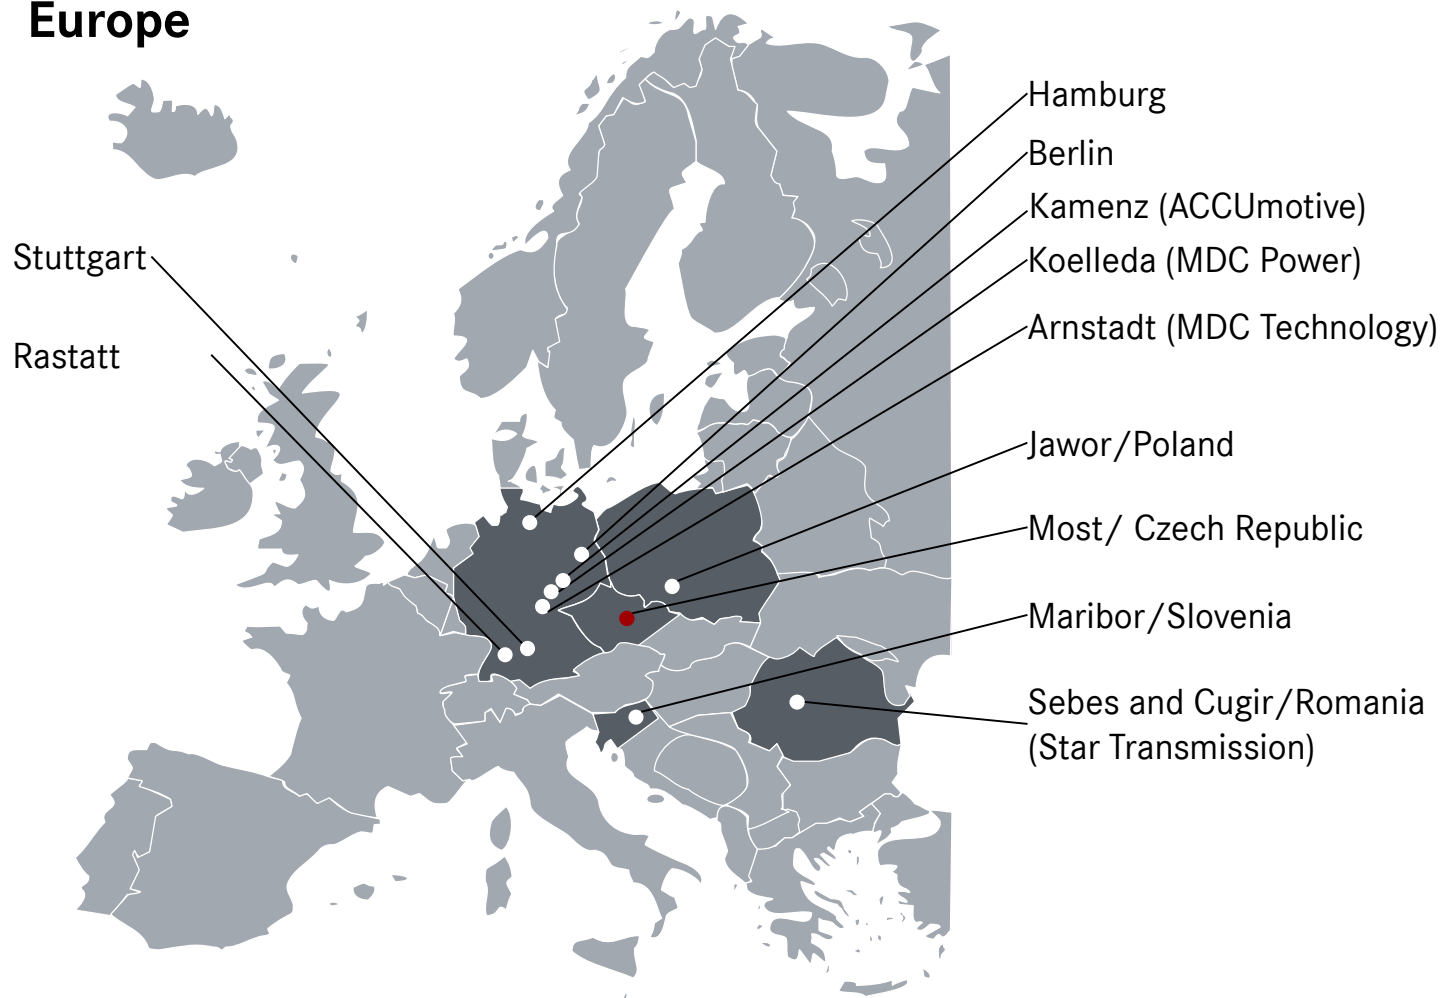 Europe
Stuttgart
Rastatt
Hamburg
Berlin
Kamenz (ACCUmotive)
Koelleda (MDC Power)
Arnstadt (MDC Technology)
Jawor/Poland
Most/ Czech Republic
Maribor/Slovenia
Sebes and Cugir/Romania
(Star Transmission)